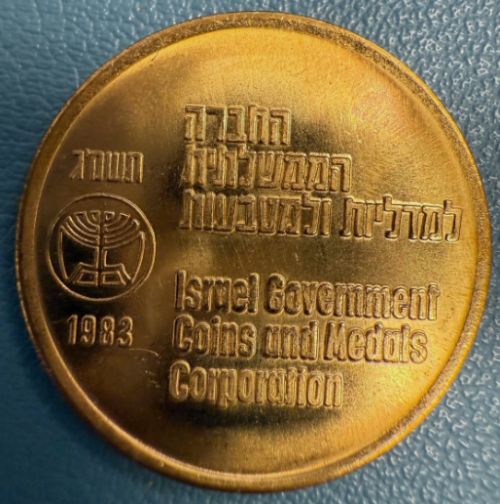 תשמ"ג
1983
החברה
הממשלתית
למדליות ולמטבעות
Israel Government
Coins and Medals
Corporation